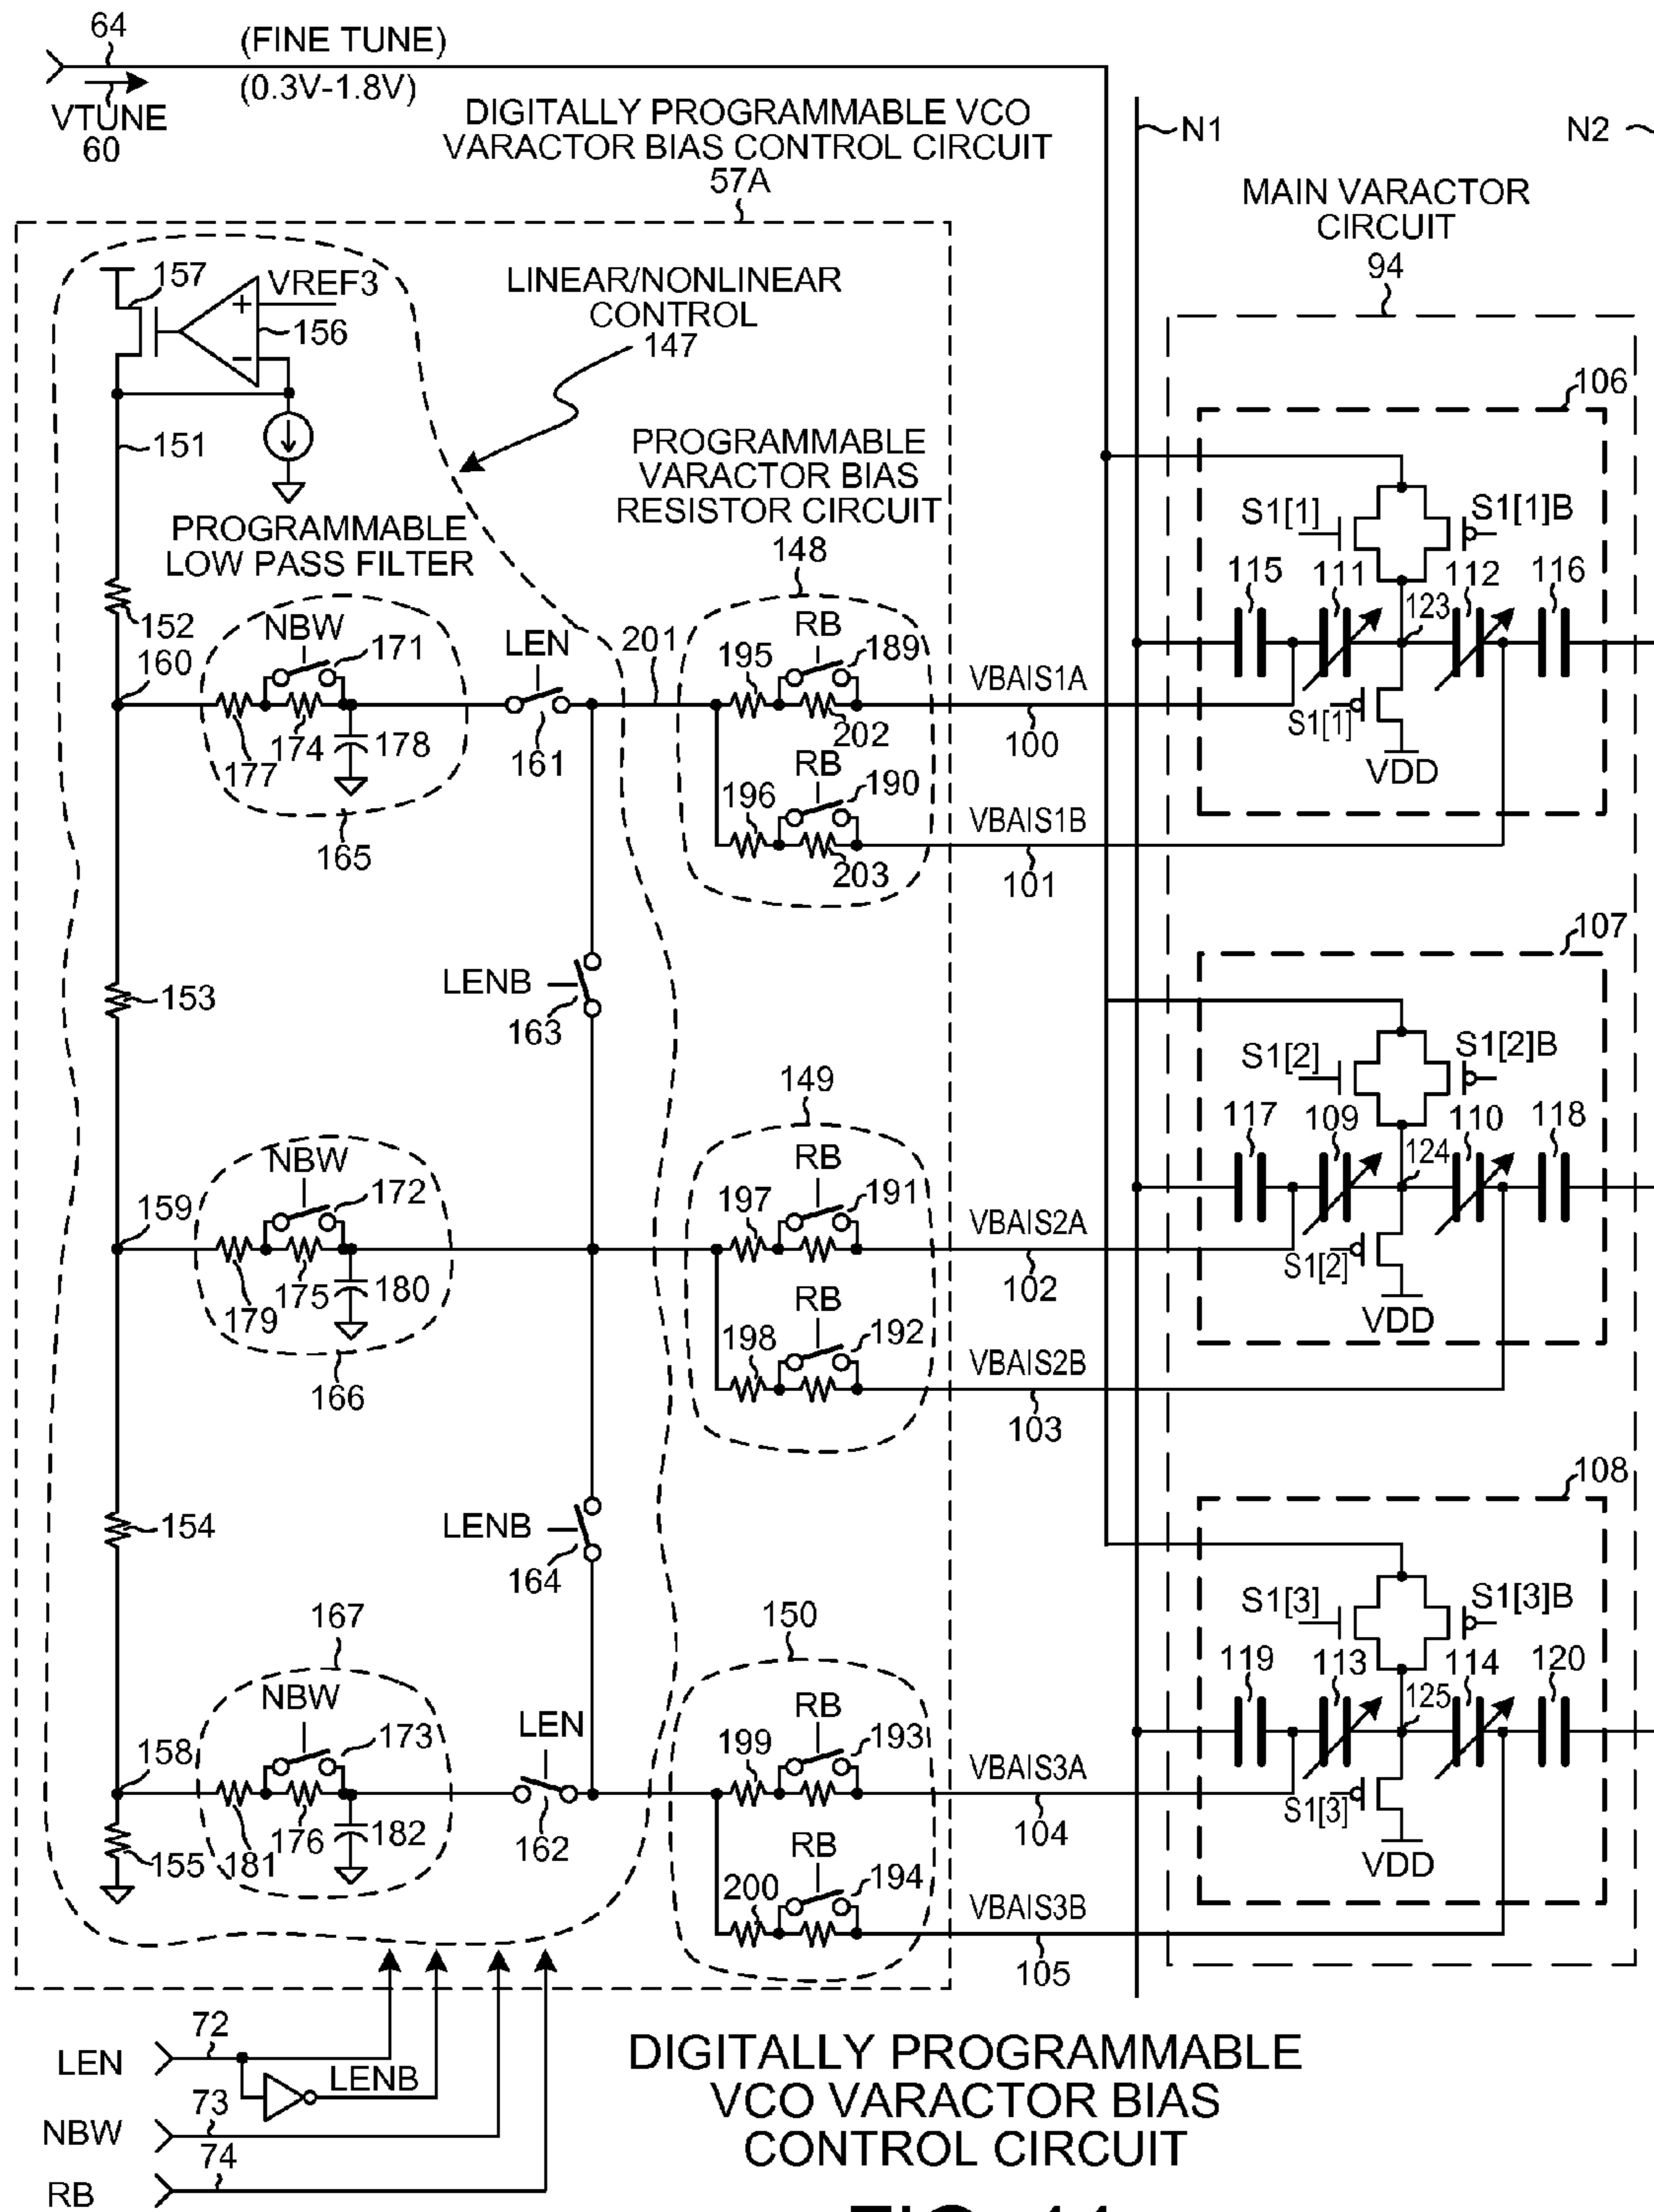 64
(FINE TUNE)
(0.3V-1.8V)
VTUNE
60
DIGITALLY PROGRAMMABLE VCO
VARACTOR BIAS CONTROL CIRCUIT
57A
N1
N2
MAIN VARACTOR
CIRCUIT
94
157
VREF3
+
156
−
LINEAR/NONLINEAR
CONTROL
147
106
151
PROGRAMMABLE
VARACTOR BIAS
RESISTOR CIRCUIT
148
PROGRAMMABLE
LOW PASS FILTER
S1[1]
S1[1]B
115
111
112
116
123
152
NBW
171
LEN
201
RB
195
189
VBAIS1A
160
S1[1]
174
178
177
161
202
100
VDD
RB
196
190
VBAIS1B
165
203
101
107
LENB
163
153
S1[2]
S1[2]B
149
117
109
110
118
124
NBW
172
RB
197
191
VBAIS2A
159
S1[2]
175
180
179
102
VDD
RB
198
192
VBAIS2B
166
103
108
LENB
164
154
S1[3]
S1[3]B
167
150
119
113
114
120
125
NBW
173
LEN
RB
199
193
VBAIS3A
158
S1[3]
176
182
162
104
155
181
VDD
RB
200
194
VBAIS3B
105
72
LEN
LENB
73
NBW
74
RB
DIGITALLY PROGRAMMABLE
VCO VARACTOR BIAS
CONTROL CIRCUIT